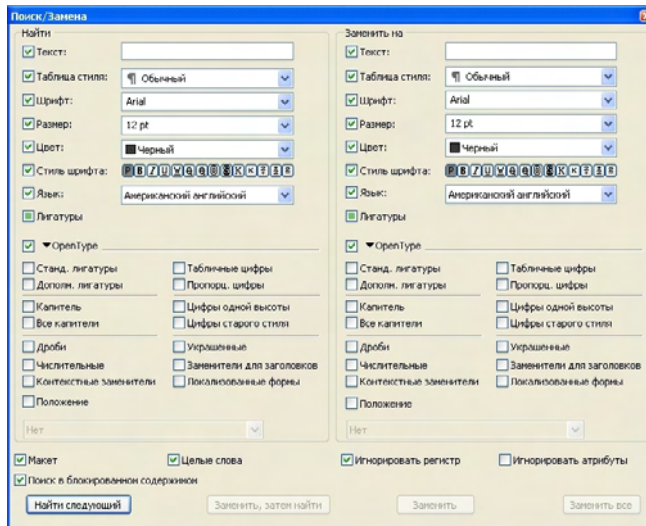 Поиск/Замена
Найти
Текст:
Таблица стиля: ¶ Обычный
Шрифт: Arial
Размер: 12 pt
Цвет: Черный
Стиль шрифта: P B I U W
Язык: Американский английский
Лигатуры
OpenType
Станд. лигатуры Табличные цифры
Дополн. лигатуры Пропорц. цифры
Капитель Цифры одной высоты
Все капители Цифры старого стиля
Дроби Украшенные
Числительные Заменители для заголовков
Контекстные заменители Локализованные формы
Положение
Нет
Заменить на
Текст:
Таблица стиля: ¶ Обычный
Шрифт: Arial
Размер: 12 pt
Цвет: Черный
Стиль шрифта: P B I U W
Язык: Американский английский
Лигатуры
OpenType
Станд. лигатуры Табличные цифры
Дополн. лигатуры Пропорц. цифры
Капитель Цифры одной высоты
Все капители Цифры старого стиля
Дроби Украшенные
Числительные Заменители для заголовков
Контекстные заменители Локализованные формы
Положение
Нет
Макет Целые слова Игнорировать регистр Игнорировать атрибуты
Поиск в блокированном содержимом
Найти следующий Заменить, затем найти Заменить Заменить все